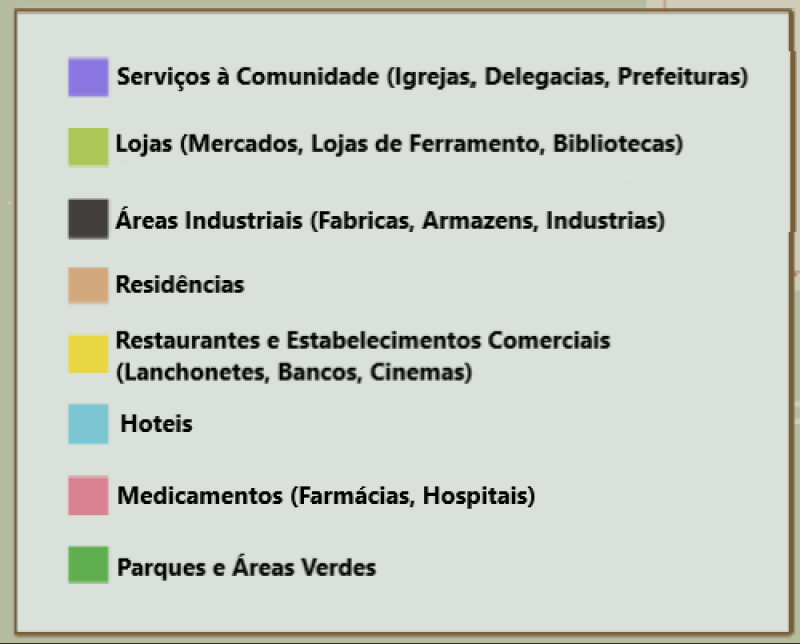 Serviços à Comunidade (Igrejas, Delegacias, Prefeituras)
Lojas (Mercados, Lojas de Ferramento, Bibliotecas)
Áreas Industriais (Fabricas, Armazens, Industrias)
Residências
Restaurantes e Estabelecimentos Comerciais
(Lanchonetes, Bancos, Cinemas)
Hoteis
Medicamentos (Farmácias, Hospitais)
Parques e Áreas Verdes